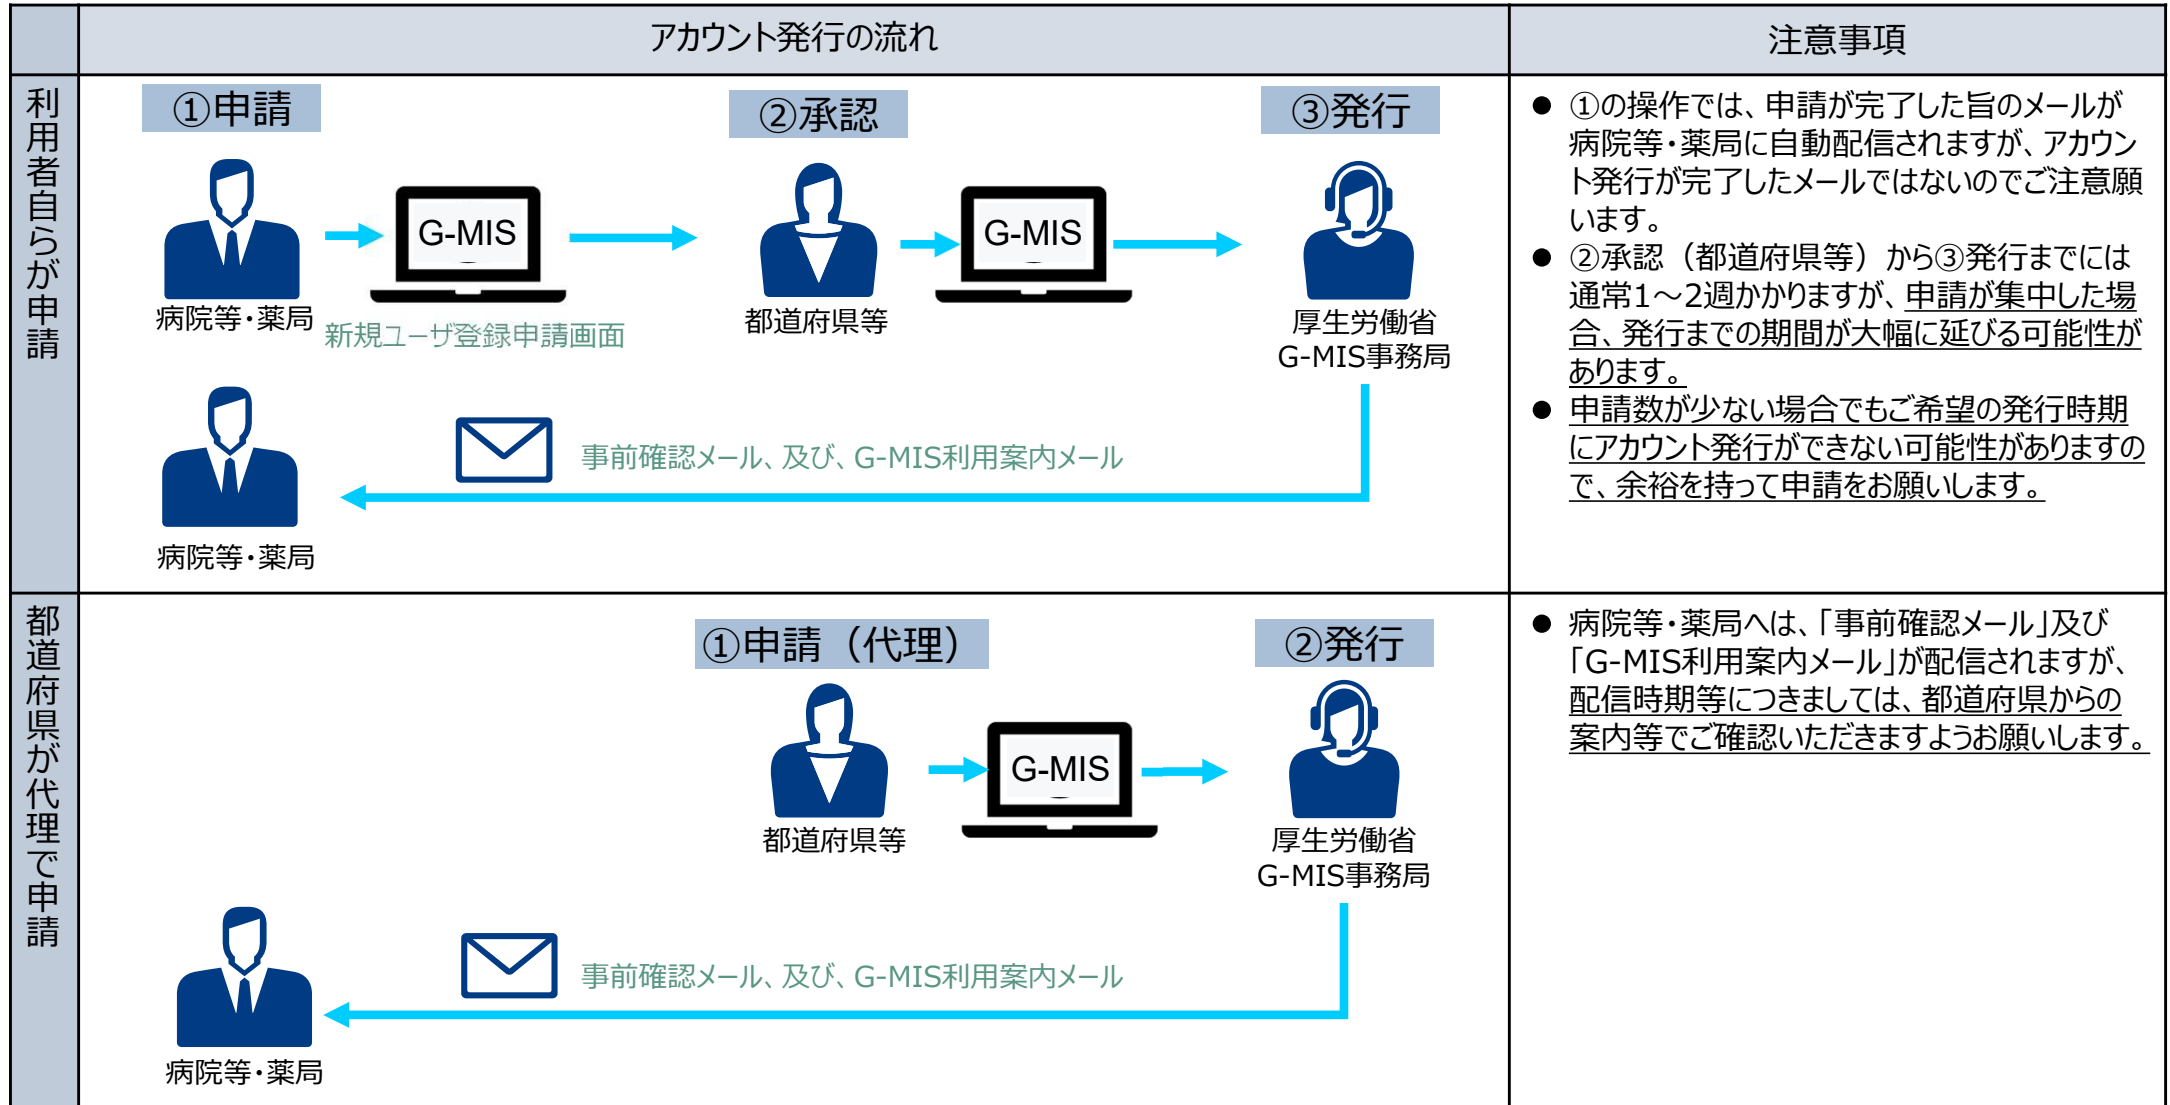 アカウント発行の流れ
注意事項
利用者自らが申請
①申請
②承認
③発行
G-MIS
G-MIS
病院等・薬局
新規ユーザ登録申請画面
都道府県等
厚生労働省
G-MIS事務局
事前確認メール、及び、G-MIS利用案内メール
病院等・薬局
● ①の操作では、申請が完了した旨のメールが
病院等・薬局に自動配信されますが、アカウン
ト発行が完了したメールではないのでご注意願
います。
● ②承認（都道府県等）から③発行までには
通常1～2週かかりますが、申請が集中した場
合、発行までの期間が大幅に延びる可能性が
あります。
● 申請数が少ない場合でもご希望の発行時期
にアカウント発行ができない可能性がありますの
で、余裕を持って申請をお願いします。
都道府県が代理で申請
①申請（代理）
②発行
G-MIS
都道府県等
厚生労働省
G-MIS事務局
事前確認メール、及び、G-MIS利用案内メール
病院等・薬局
● 病院等・薬局へは、「事前確認メール」及び
「G-MIS利用案内メール」が配信されますが、
配信時期等につきましては、都道府県からの
案内等でご確認いただきますようお願いします。